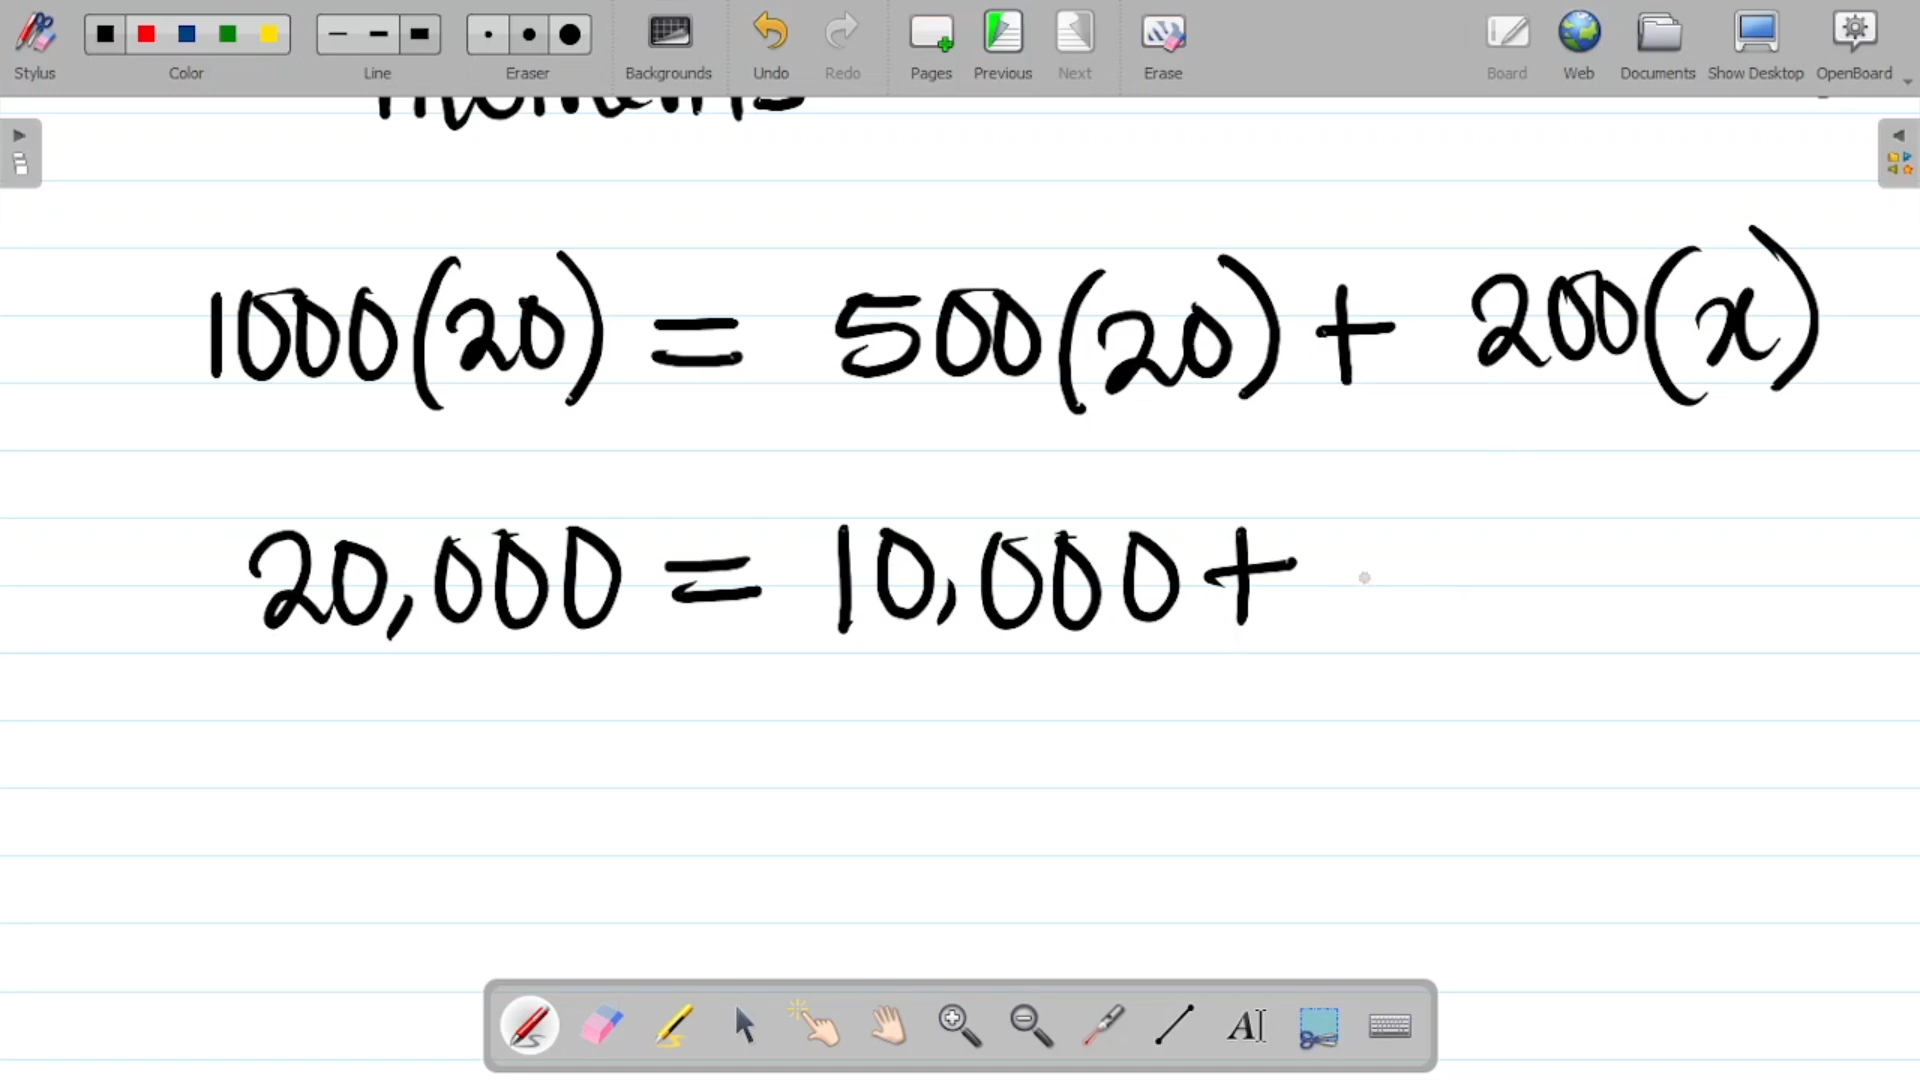 Stylus Color Line Eraser Backgrounds Undo Redo Pages Previous Next Erase Board Web Documents Show Desktop OpenBoard
moments
1000(20) = 500(20) + 200(x)
20,000 = 10,000 +